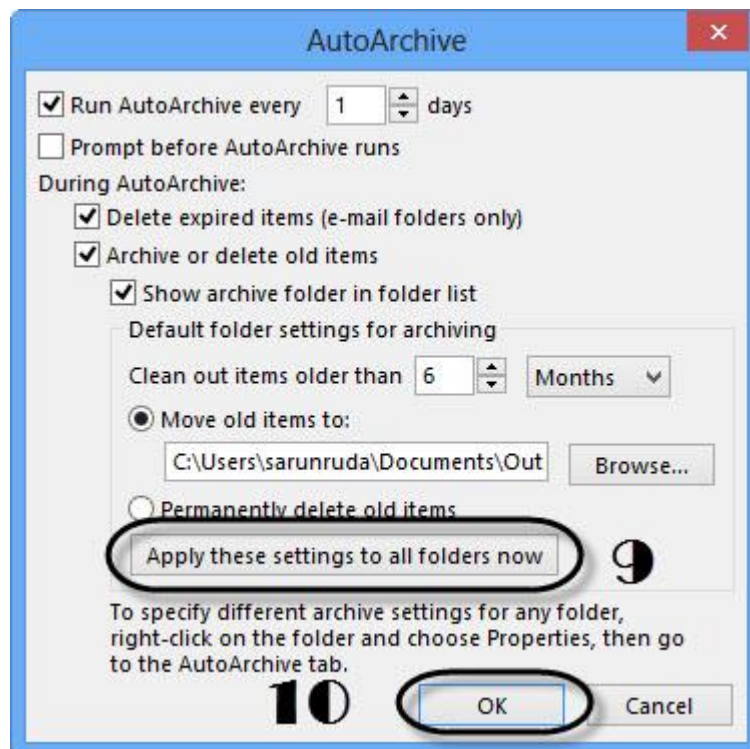 AutoArchive
Run AutoArchive every 1 days
Prompt before AutoArchive runs
During AutoArchive:
Delete expired items (e-mail folders only)
Archive or delete old items
Show archive folder in folder list
Default folder settings for archiving
Clean out items older than 6 Months
Move old items to:
C:\Users\sarunruda\Documents\Out Browse...
Permanently delete old items
Apply these settings to all folders now 9
To specify different archive settings for any folder,
right-click on the folder and choose Properties, then go
to the AutoArchive tab.
10 OK Cancel